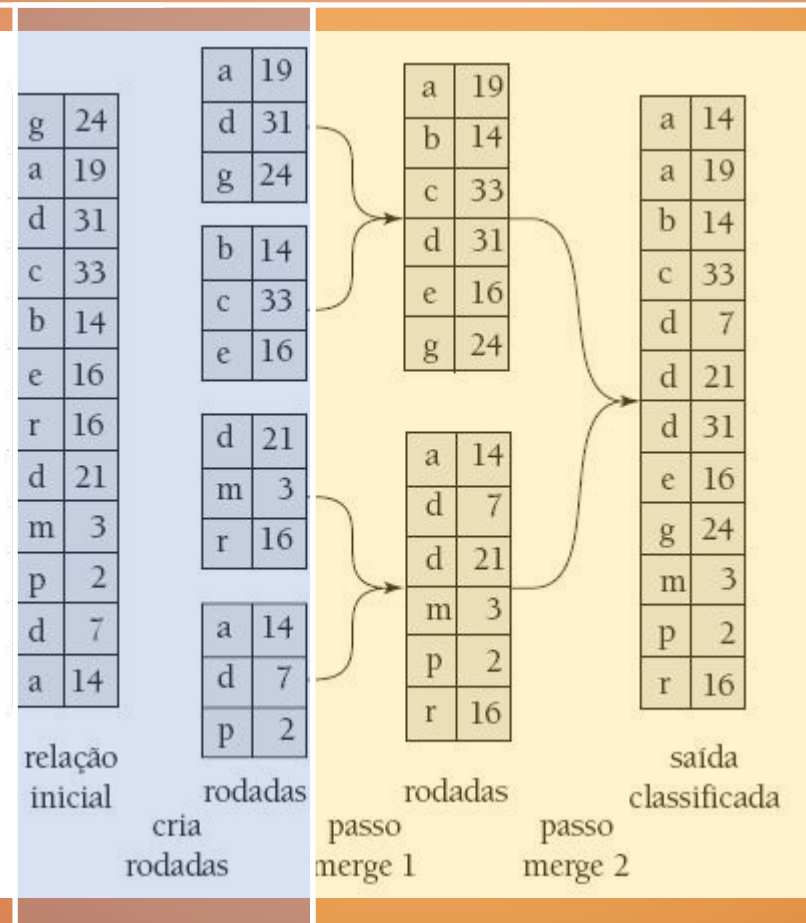 g 24
a 19
d 31
c 33
b 14
e 16
r 16
d 21
m 3
p 2
d 7
a 14
relação
inicial
a 19
d 31
g 24
b 14
c 33
e 16
d 21
m 3
r 16
a 14
d 7
p 2
rodadas
cria
rodadas
a 19
b 14
c 33
d 31
e 16
g 24
a 14
d 7
d 21
m 3
p 2
r 16
rodadas
passo
merge 1
passo
merge 2
a 14
a 19
b 14
c 33
d 7
d 21
d 31
e 16
g 24
m 3
p 2
r 16
saída
classificada